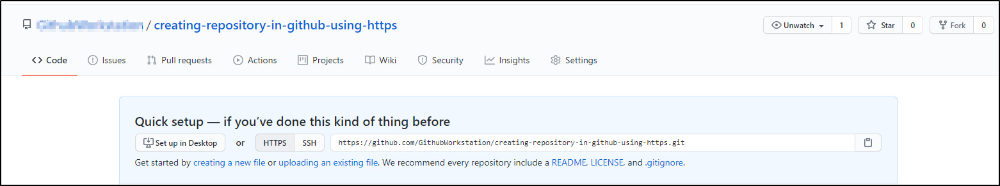 / creating-repository-in-github-using-https Unwatch 1 Star 0 Fork 0
Code Issues Pull requests Actions Projects Wiki Security Insights Settings
Quick setup — if you’ve done this kind of thing before
Set up in Desktop or HTTPS SSH https://github.com/GithubWorkstation/creating-repository-in-github-using-https.git
Get started by creating a new file or uploading an existing file. We recommend every repository include a README, LICENSE, and .gitignore.